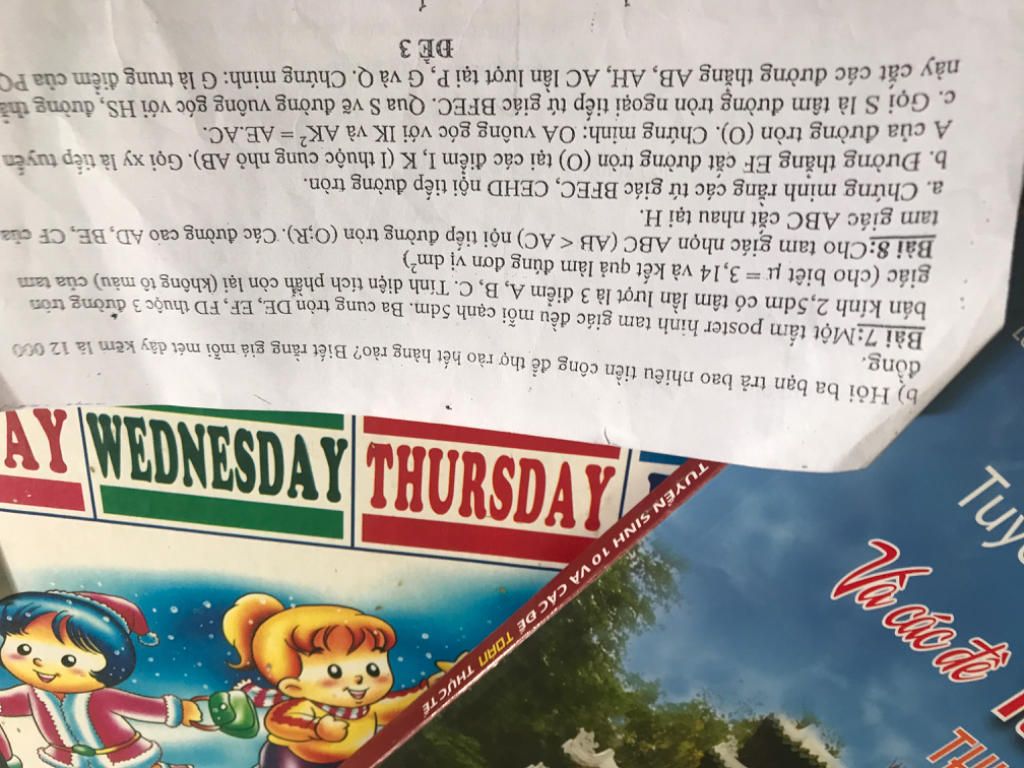 b) Hỏi ba bạn trả bao nhiêu tiền công để thợ rào hết hàng rào? Biết rằng giá mỗi mét dây kẽm là 12 000
đồng.
Bài 7: Một tấm poster hình tam giác đều mỗi cạnh 5dm. Ba cung tròn DE, EF, FD thuộc 3 đường tròn
bán kính 2,5dm có tâm lần lượt là 3 điểm A, B, C. Tính diện tích phần còn lại (không tô màu) của tam
giác (cho biết μ = 3,14 và kết quả làm đúng đơn vị dm²)
Bài 8: Cho tam giác nhọn ABC (AB < AC) nội tiếp đường tròn (O;R). Các đường cao AD, BE, CF của
tam giác ABC cắt nhau tại H.
a. Chứng minh rằng các tứ giác BFEC, CEHD nội tiếp đường tròn.
b. Đường thẳng EF cắt đường tròn (O) tại các điểm I, K (I thuộc cung nhỏ AB). Gọi xy là tiếp tuyến
A của đường tròn (O). Chứng minh: OA vuông góc với IK và AK² = AE.AC.
c. Gọi S là tâm đường tròn ngoại tiếp tứ giác BFEC. Qua S vẽ đường vuông góc với HS, đường
này cắt các đường thẳng AB, AH, AC lần lượt tại P, G và Q. Chứng minh: G là trung điểm của PQ
ĐỀ 3
AY
WEDNESDAY
THURSDAY
TUYỂN SINH 10 VÀ CÁC ĐỀ TOÁN THỰC TẾ
Và các đề